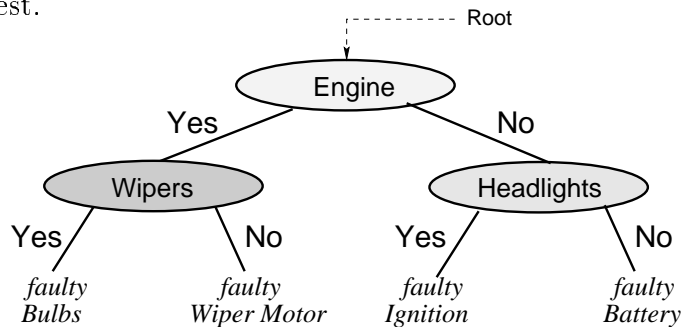 est.
Root
Engine
Yes No
Wipers Headlights
Yes No Yes No
faulty faulty faulty faulty
Bulbs Wiper Motor Ignition Battery